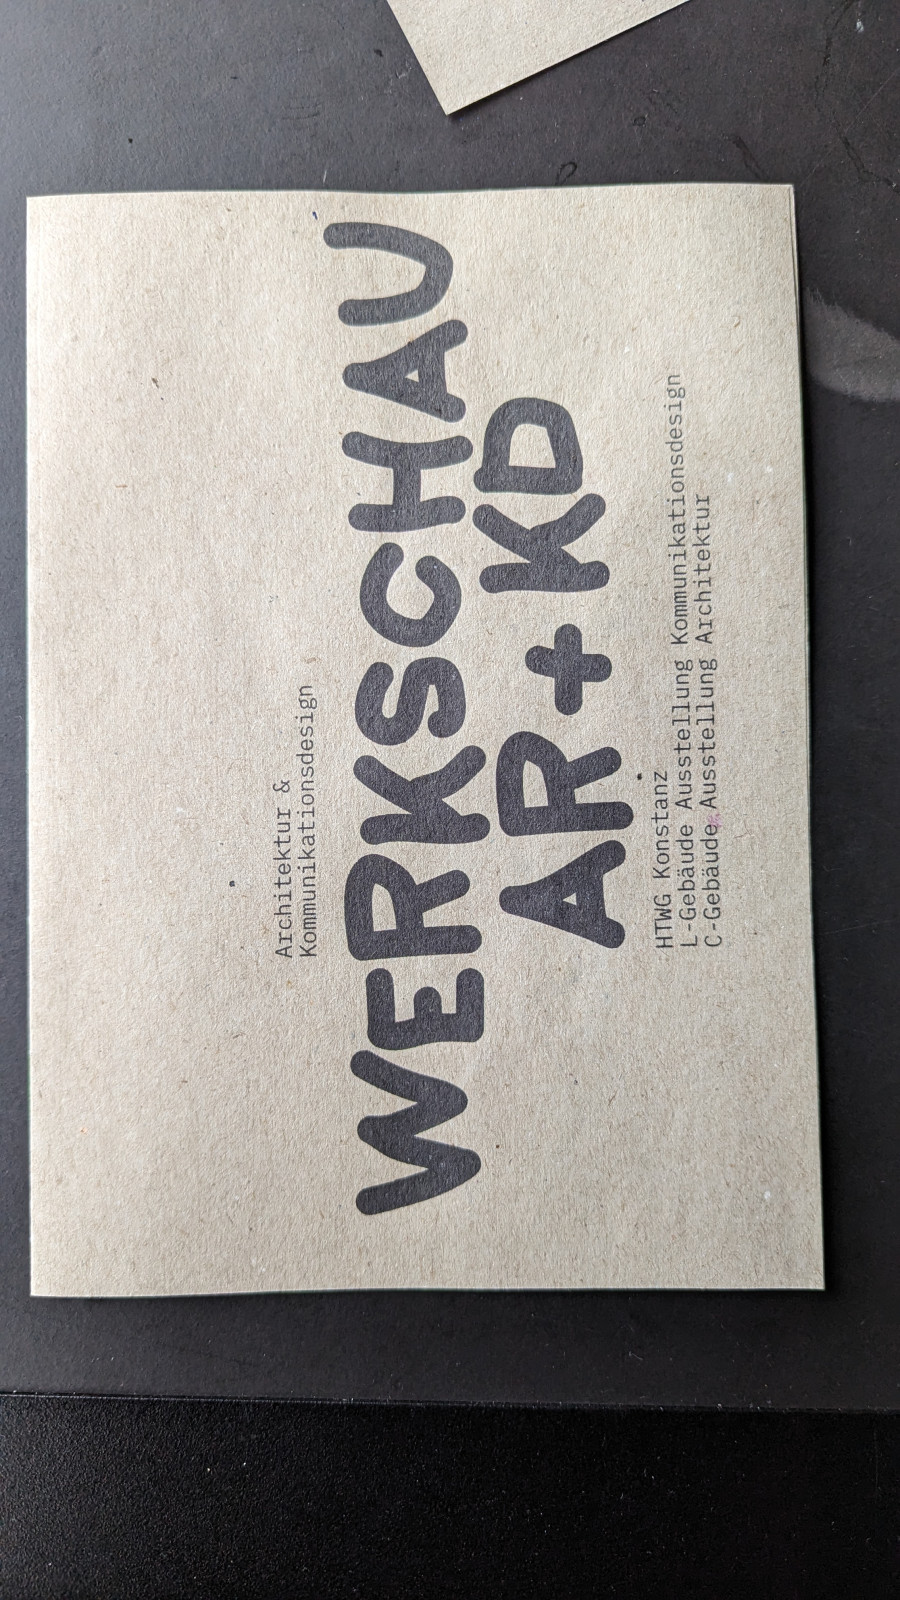 Architektur &
Kommunikationsdesign
WERKSCHAU
AR + KD
HTWG Konstanz
L-Gebäude Ausstellung Kommunikationsdesign
C-Gebäude Ausstellung Architektur